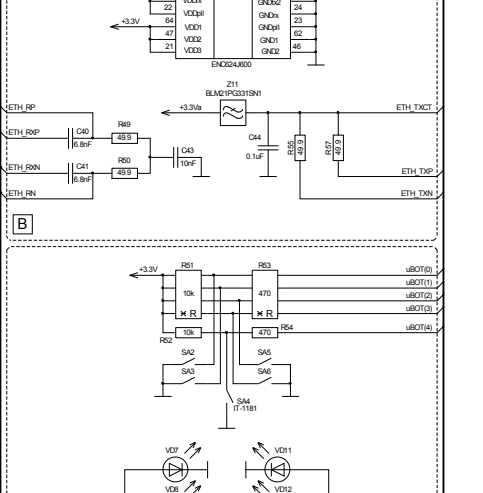 VDDrx GNDtx2
22 VDDpll GNDrx 24
+3.3V 64 VDD1 GNDpll 23
47 VDD2 GND1 62
21 VDD3 GND2 46
ENC624J600
Z11
BLM21PG331SN1
ETH_RP +3.3Va ETH_TXCT
R49
ETH_RXP C40 49.9 C44 R55 49.9 R57 49.9
6.8nF C43
R50 0.1uF
ETH_RXN C41 49.9 10nF ETH_TXP
6.8nF
ETH_RN ETH_TXN
B
+3.3V R51 R53 uBOT(0)
uBOT(1)
10k 470 uBOT(2)
* R * R uBOT(3)
10k 470 R54 uBOT(4)
R52
SA2 SA5
SA3 SA6
SA4
IT-1181
VD7 VD11
VD8 VD12